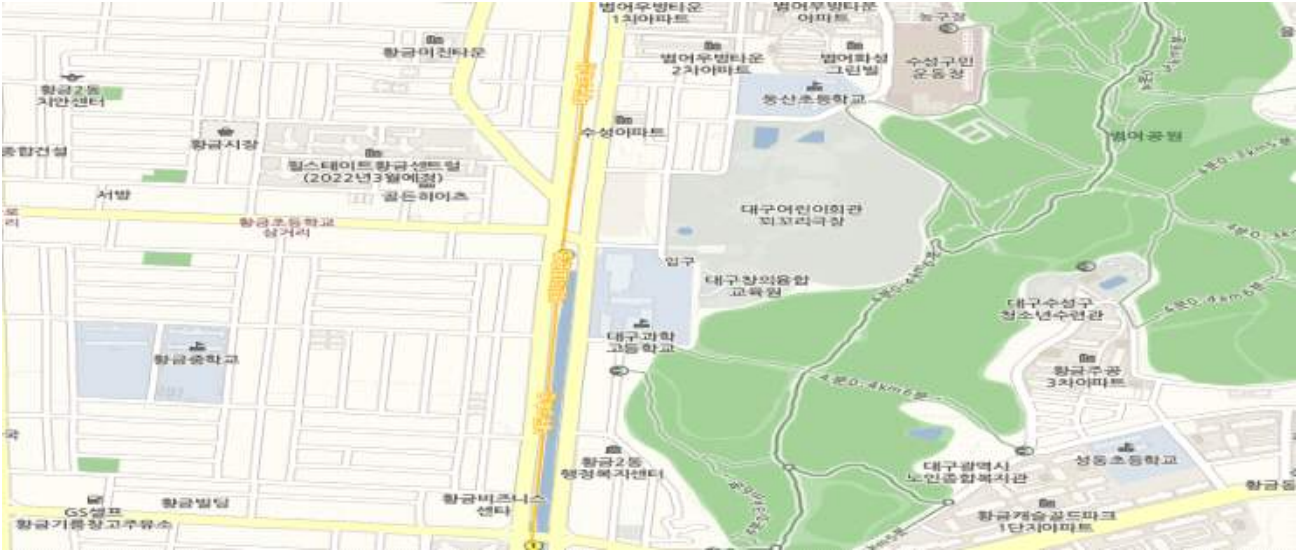 범어우방타운
1차아파트
범어우방타운
아파트
농구장
황금미진타운
범어우방타운
2차아파트
범어화성
그린빌
수성구민
운동장
황금2동
치안센터
동산초등학교
수성아파트
범어공원
종합건설
황금시장
힐스테이트황금센트럴
(2022년3월예정)
골든하이츠
서방
대구어린이회관
꾀꼬리극장
황금초등학교
삼거리
입구
대구창의융합
교육원
대구수성구
청소년수련관
대구과학
고등학교
황금중학교
황금주공
3차아파트
4분0.4km6분
황금2동
행정복지센터
대구광역시
노인종합복지관
성동초등학교
황금동
황금비즈니스
센타
황금빌딩
GS셀프
황금기름창고주유소
황금캐슬골드파크
1단지아파트